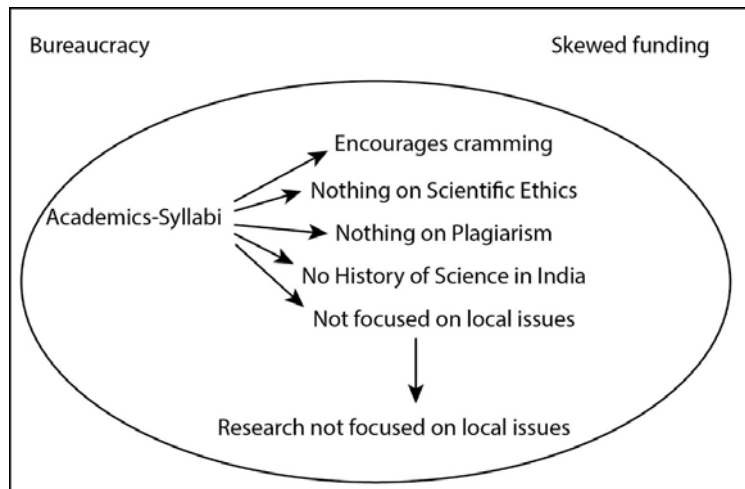 Bureaucracy
Skewed funding
Encourages cramming
Nothing on Scientific Ethics
Academics-Syllabi
Nothing on Plagiarism
No History of Science in India
Not focused on local issues
Research not focused on local issues